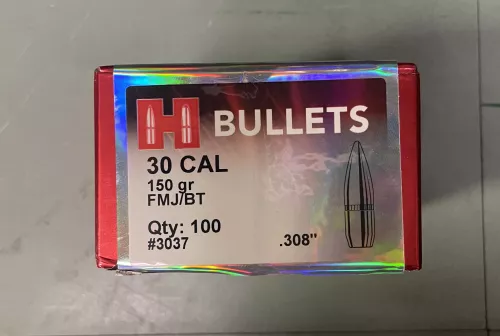 H BULLETS
30 CAL
150 gr
FMJ/BT
Qty: 100
#3037
.308"